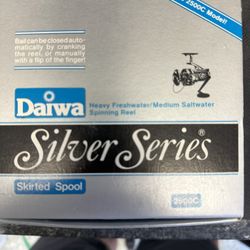 2500C Model!
Bail can be closed auto-
matically by cranking
the reel, or manually
with a flip of the finger!
Daiwa
Heavy Freshwater/Medium Saltwater
Spinning Reel
Silver Series®
Skirted Spool
2500C